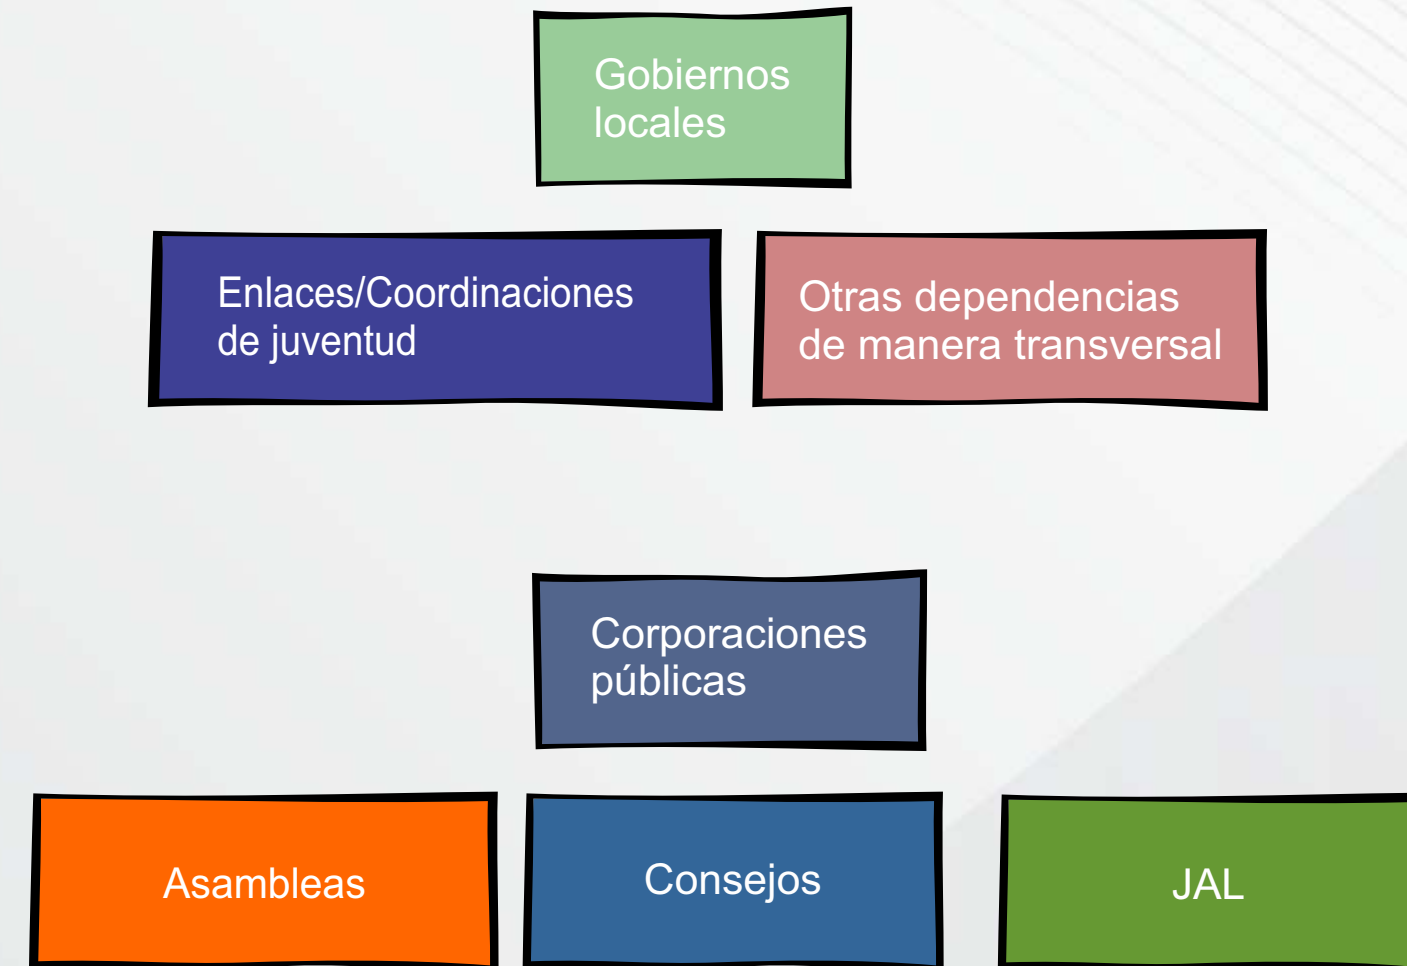 Gobiernos
locales
Enlaces/Coordinaciones
de juventud
Otras dependencias
de manera transversal
Corporaciones
públicas
Asambleas
Consejos
JAL